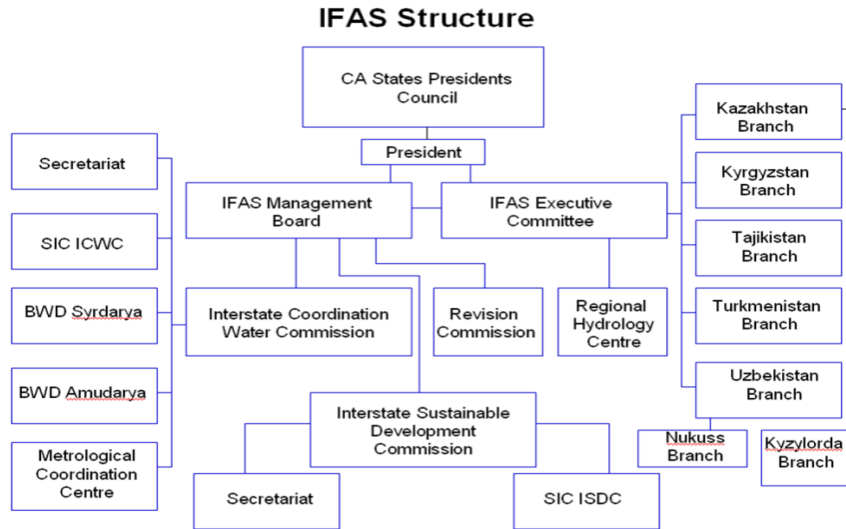 IFAS Structure
CA States Presidents
Council
President
IFAS Management
Board
IFAS Executive
Committee
Secretariat
SIC ICWC
BWD Syrdarya
BWD Amudarya
Metrological
Coordination
Centre
Interstate Coordination
Water Commission
Revision
Commission
Regional
Hydrology
Centre
Interstate Sustainable
Development
Commission
Secretariat
SIC ISDC
Kazakhstan
Branch
Kyrgyzstan
Branch
Tajikistan
Branch
Turkmenistan
Branch
Uzbekistan
Branch
Nukuss
Branch
Kyzylorda
Branch